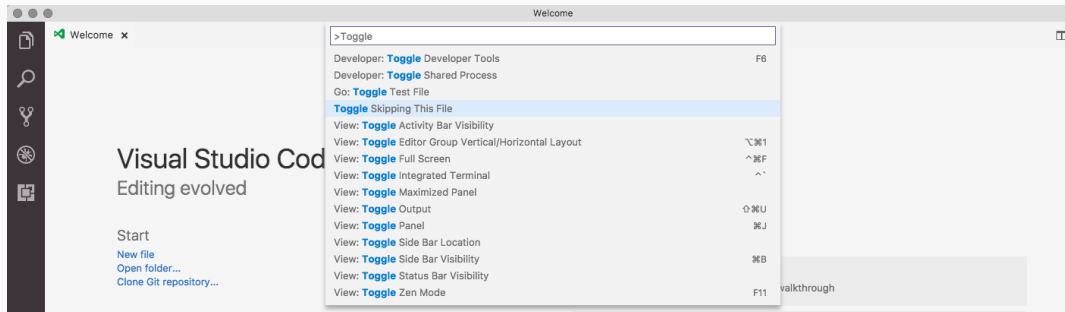 Welcome
Welcome ×
>Toggle
Developer: Toggle Developer Tools F6
Developer: Toggle Shared Process
Go: Toggle Test File
Toggle Skipping This File
View: Toggle Activity Bar Visibility
View: Toggle Editor Group Vertical/Horizontal Layout ⌥⌘1
View: Toggle Full Screen ^⌘F
View: Toggle Integrated Terminal ^`
View: Toggle Maximized Panel
View: Toggle Output ⇧⌘U
View: Toggle Panel ⌘J
View: Toggle Side Bar Location
View: Toggle Side Bar Visibility ⌘B
View: Toggle Status Bar Visibility
View: Toggle Zen Mode F11
Visual Studio Cod
Editing evolved
Start
New file
Open folder...
Clone Git repository...
walkthrough